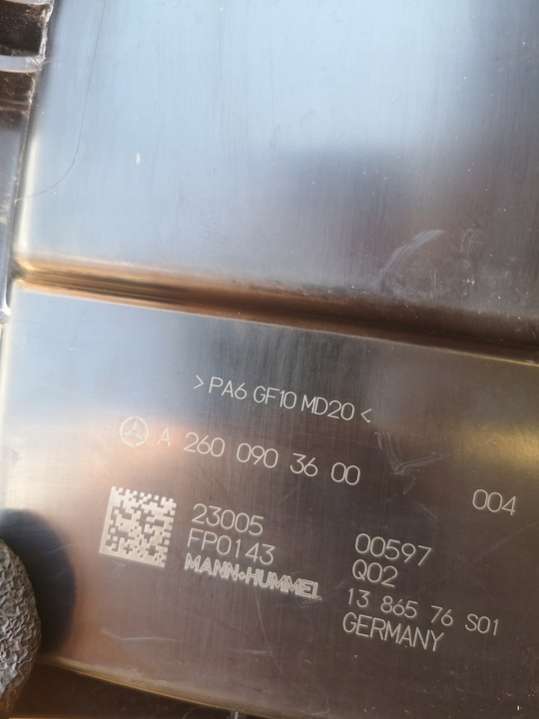 >PA6 GF10 MD20<
A 260 090 36 00
004
23005
FP0143
MANN+HUMMEL
00597
Q02
13 865 76 S01
GERMANY